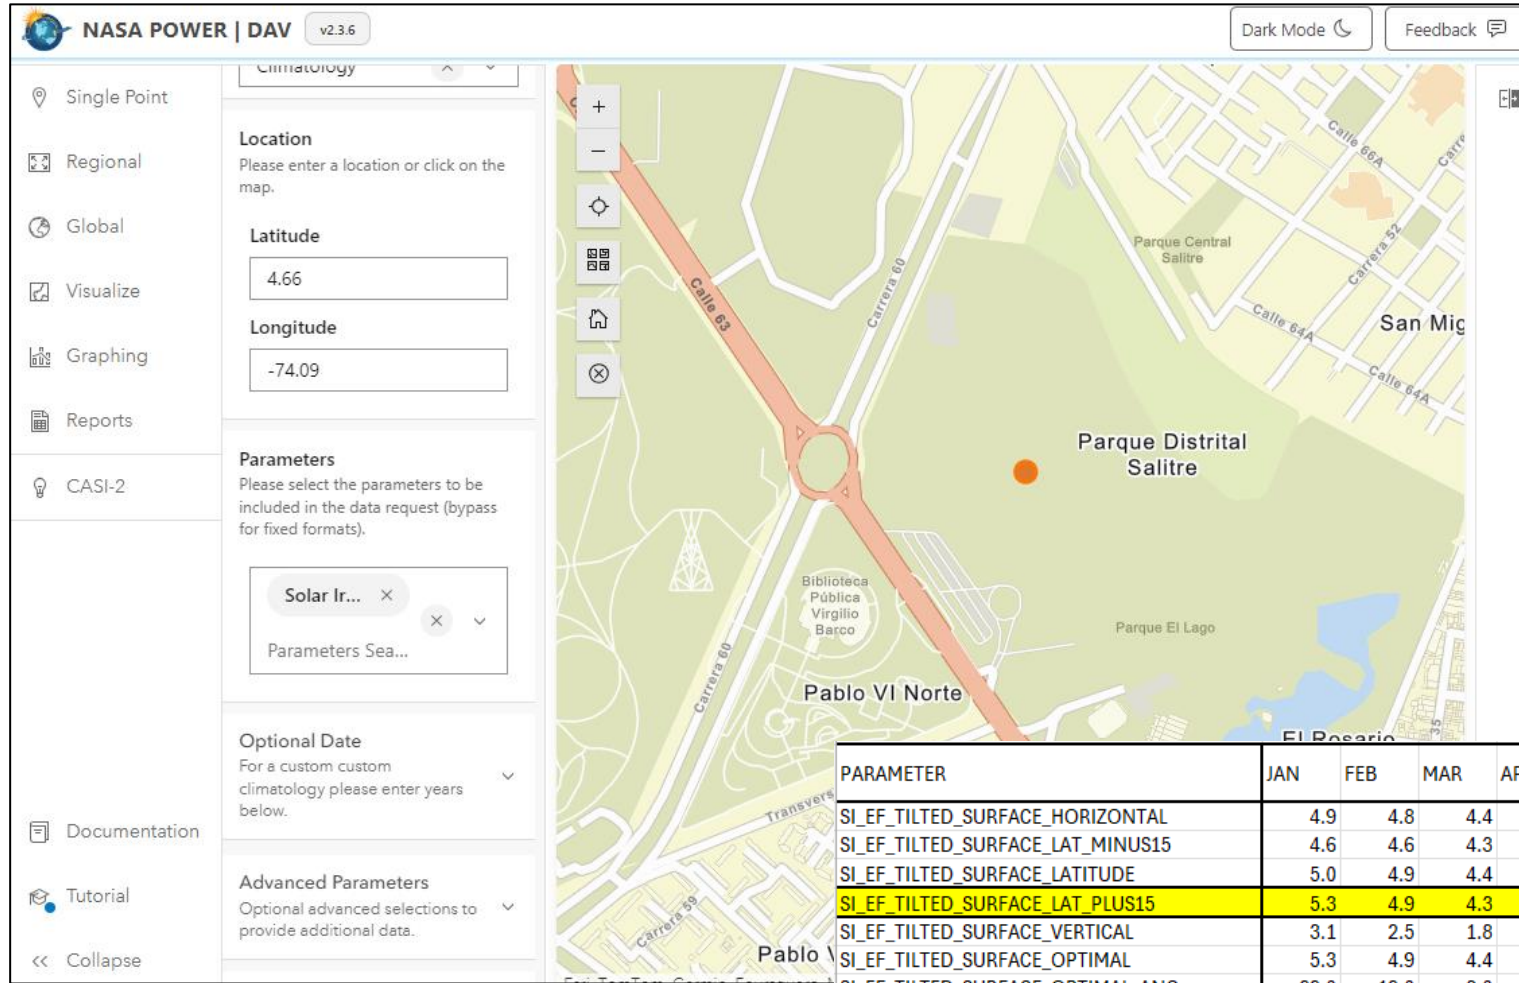 NASA POWER | DAV v2.3.6
Dark Mode
Feedback
Single Point
Regional
Global
Visualize
Graphing
Reports
CASI-2
Documentation
Tutorial
Collapse
Climatology
Location
Please enter a location or click on the
map.
Latitude
4.66
Longitude
-74.09
Parameters
Please select the parameters to be
included in the data request (bypass
for fixed formats).
Solar Ir...
Parameters Sea...
Optional Date
For a custom custom
climatology please enter years
below.
Advanced Parameters
Optional advanced selections to
provide additional data.
Calle 66A
Carrera 52
Parque Central
Salitre
Carrera 60
Calle 63
Calle 64A
San Mig
Calle 64A
Parque Distrital
Salitre
Biblioteca
Pública
Virgilio
Barco
Parque El Lago
Carrera 60
Pablo VI Norte
35
El Rosario
Transvers
Carrera 59
Pablo V
PARAMETER JAN FEB MAR AP
SI_EF_TILTED_SURFACE_HORIZONTAL 4.9 4.8 4.4
SI_EF_TILTED_SURFACE_LAT_MINUS15 4.6 4.6 4.3
SI_EF_TILTED_SURFACE_LATITUDE 5.0 4.9 4.4
SI_EF_TILTED_SURFACE_LAT_PLUS15 5.3 4.9 4.3
SI_EF_TILTED_SURFACE_VERTICAL 3.1 2.5 1.8
SI_EF_TILTED_SURFACE_OPTIMAL 5.3 4.9 4.4